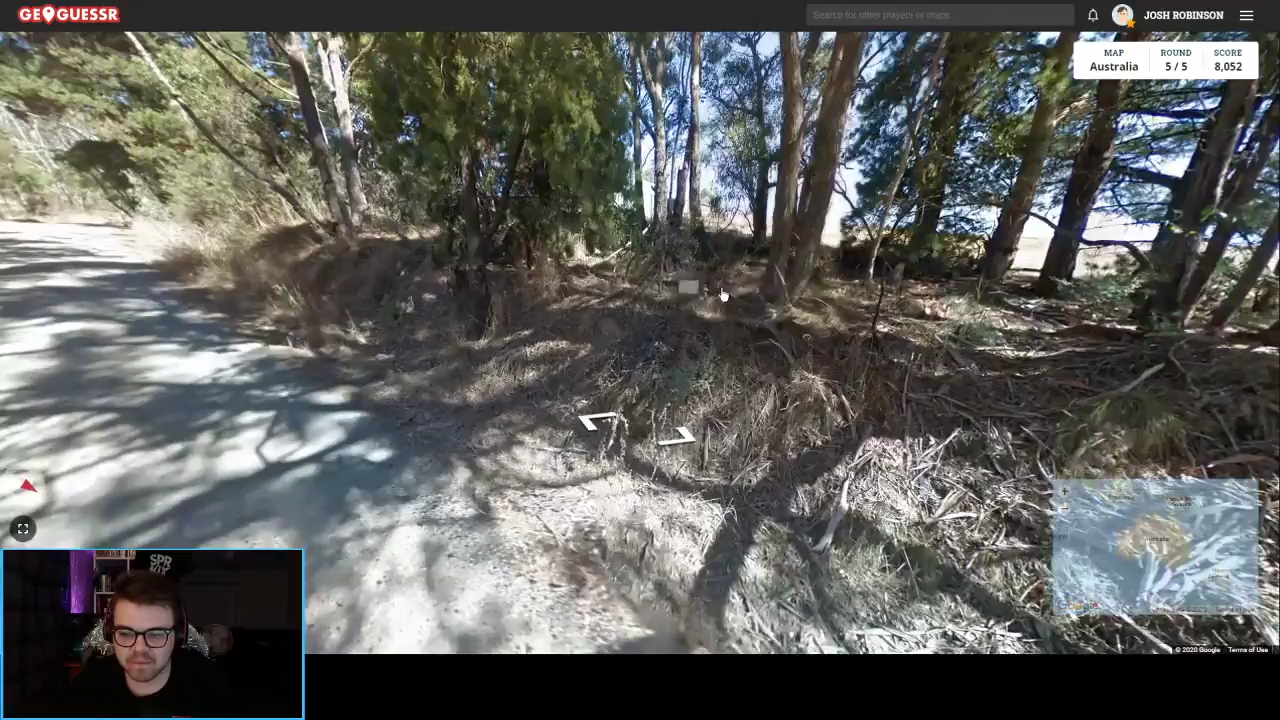 GEOGUESSR
Search for other players or maps
JOSH ROBINSON
MAP
Australia
ROUND
5 / 5
SCORE
8,052
Australia
© 2020 Google
Terms of Use